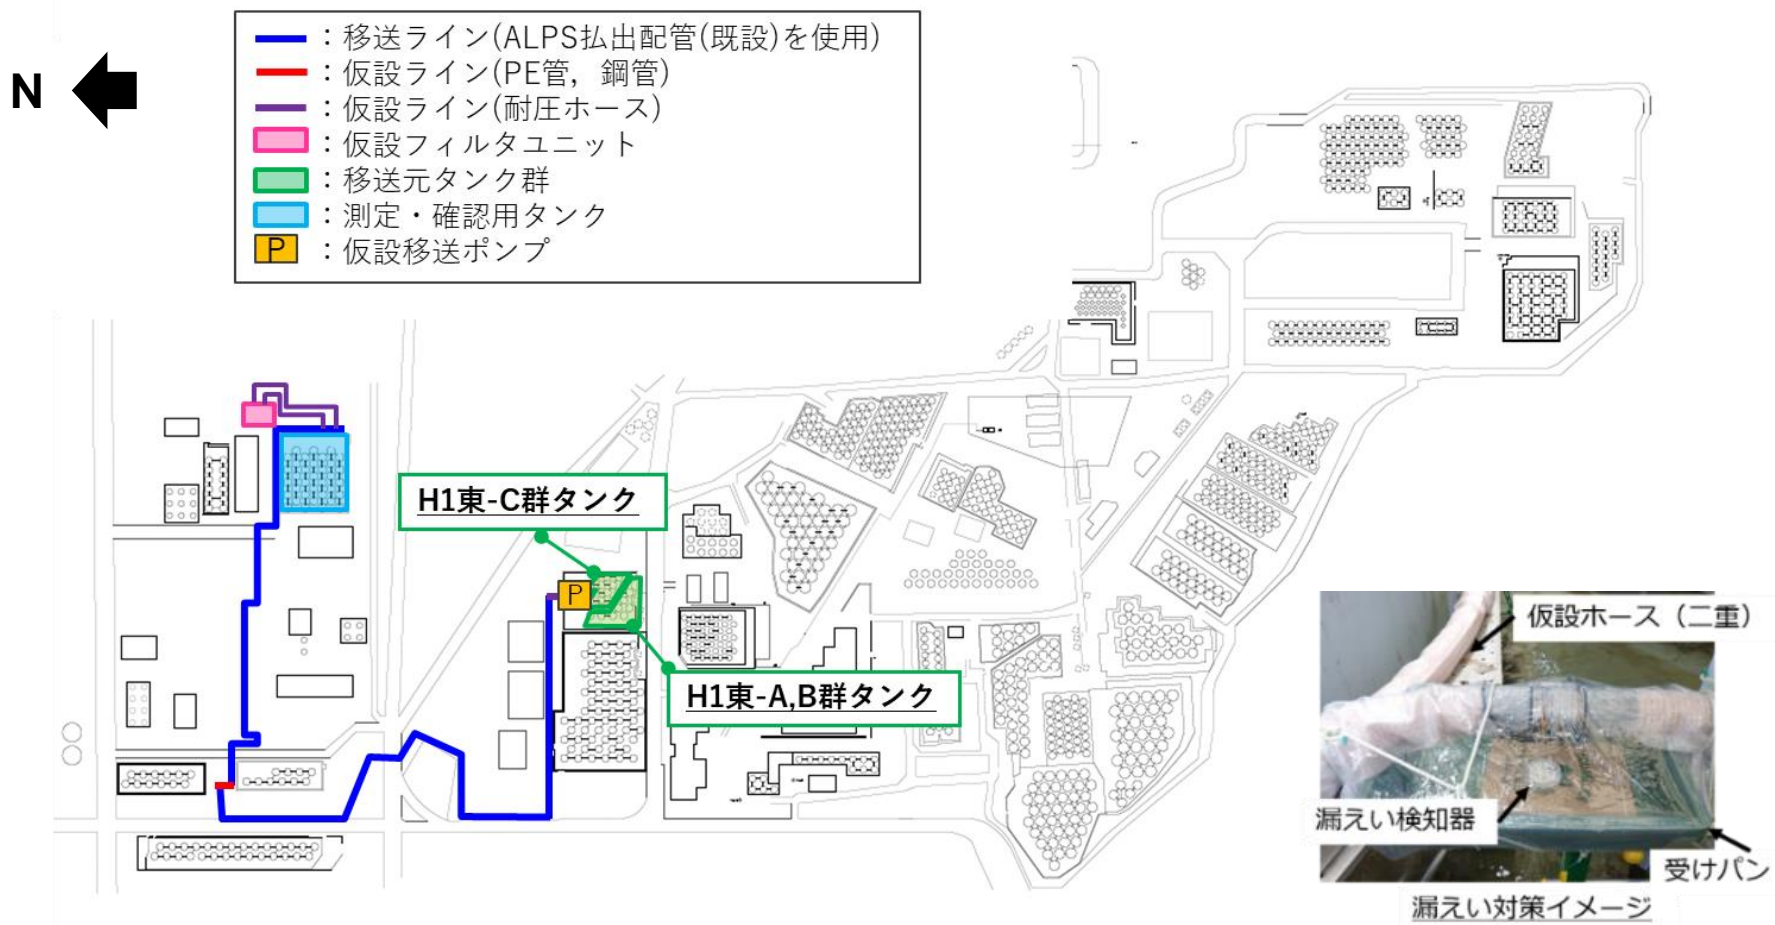 N
：移送ライン(ALPS払出配管(既設)を使用)
：仮設ライン(PE管，鋼管)
：仮設ライン(耐圧ホース)
：仮設フィルタユニット
：移送元タンク群
：測定・確認用タンク
P：仮設移送ポンプ
H1東-C群タンク
P
H1東-A,B群タンク
仮設ホース（二重）
漏えい検知器
受けパン
漏えい対策イメージ